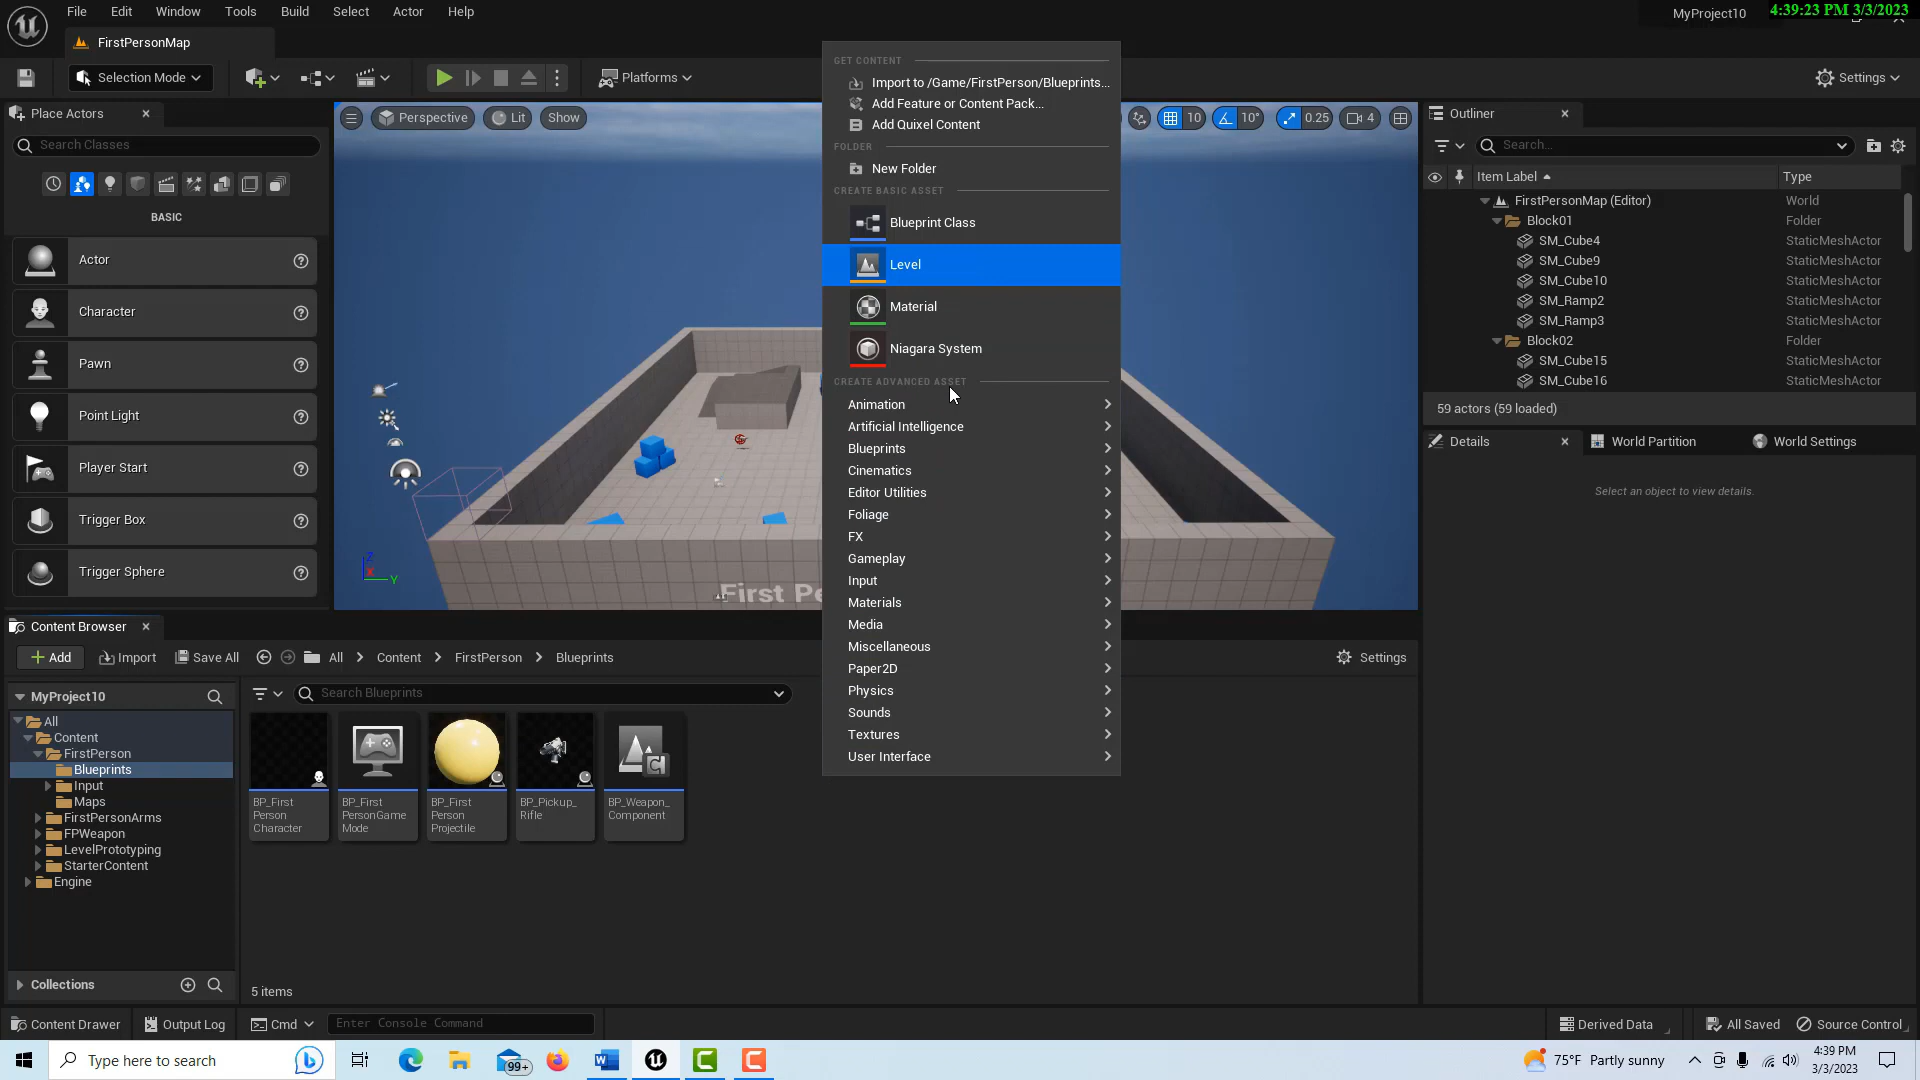 File Edit Window Tools Build Select Actor Help
MyProject10
4:39:23 PM 3/3/2023
FirstPersonMap
Selection Mode
Platforms
Settings
Place Actors
Search Classes
BASIC
Actor
Character
Pawn
Point Light
Player Start
Trigger Box
Trigger Sphere
Perspective
Lit
Show
10
10°
0.25
4
Z
X
Y
First Pe
GET CONTENT
Import to /Game/FirstPerson/Blueprints...
Add Feature or Content Pack...
Add Quixel Content
FOLDER
New Folder
CREATE BASIC ASSET
Blueprint Class
Level
Material
Niagara System
CREATE ADVANCED ASSET
Animation
Artificial Intelligence
Blueprints
Cinematics
Editor Utilities
Foliage
FX
Gameplay
Input
Materials
Media
Miscellaneous
Paper2D
Physics
Sounds
Textures
User Interface
Outliner
Search...
Item Label Type
FirstPersonMap (Editor) World
Block01 Folder
SM_Cube4 StaticMeshActor
SM_Cube9 StaticMeshActor
SM_Cube10 StaticMeshActor
SM_Ramp2 StaticMeshActor
SM_Ramp3 StaticMeshActor
Block02 Folder
SM_Cube15 StaticMeshActor
SM_Cube16 StaticMeshActor
59 actors (59 loaded)
Details
World Partition
World Settings
Select an object to view details.
Content Browser
Add
Import
Save All
All > Content > FirstPerson > Blueprints
Settings
MyProject10
Search Blueprints
All
Content
FirstPerson
Blueprints
Input
Maps
FirstPersonArms
FPWeapon
LevelPrototyping
StarterContent
Engine
Collections
BP_First
Person
Character
BP_First
PersonGame
Mode
BP_First
Person
Projectile
BP_Pickup_
Rifle
BP_Weapon_
Component
5 items
Content Drawer
Output Log
Cmd
Enter Console Command
Derived Data
All Saved
Source Control
Type here to search
99+
75°F Partly sunny
4:39 PM
3/3/2023